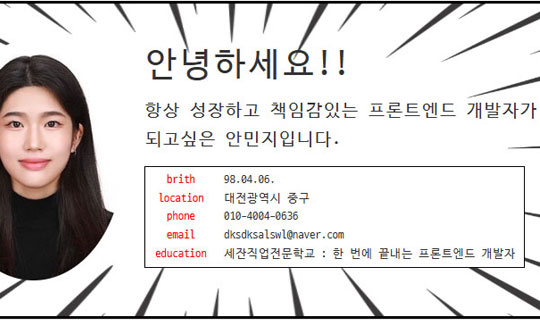 안녕하세요!!
항상 성장하고 책임감있는 프론트엔드 개발자가
되고싶은 안민지입니다.
brith 98.04.06.
location 대전광역시 중구
phone 010-4004-0636
email dksdksalswl@naver.com
education 세잔직업전문학교 : 한 번에 끝내는 프론트엔드 개발자